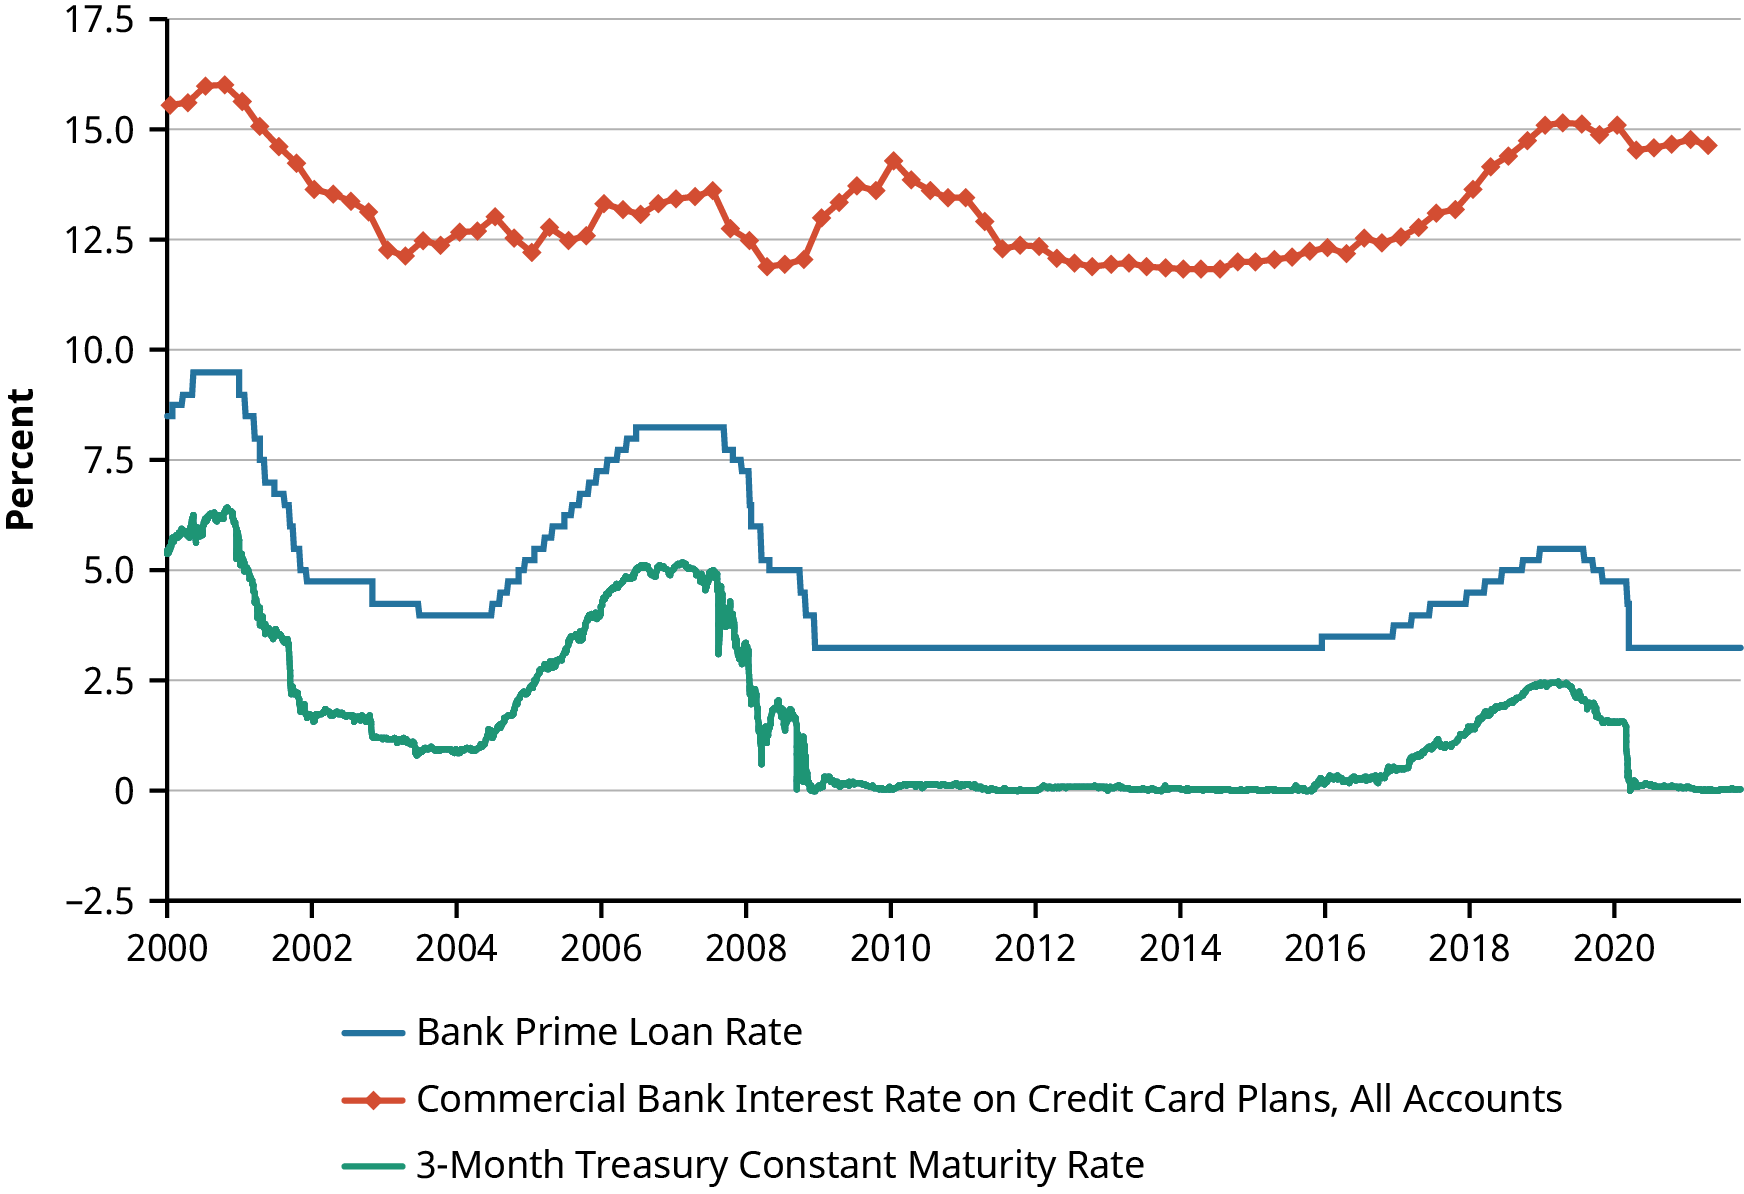 17.5
15.0
12.5
10.0
7.5
5.0
2.5
0
–2.5
Percent
2000 2002 2004 2006 2008 2010 2012 2014 2016 2018 2020
Bank Prime Loan Rate
Commercial Bank Interest Rate on Credit Card Plans, All Accounts
3-Month Treasury Constant Maturity Rate